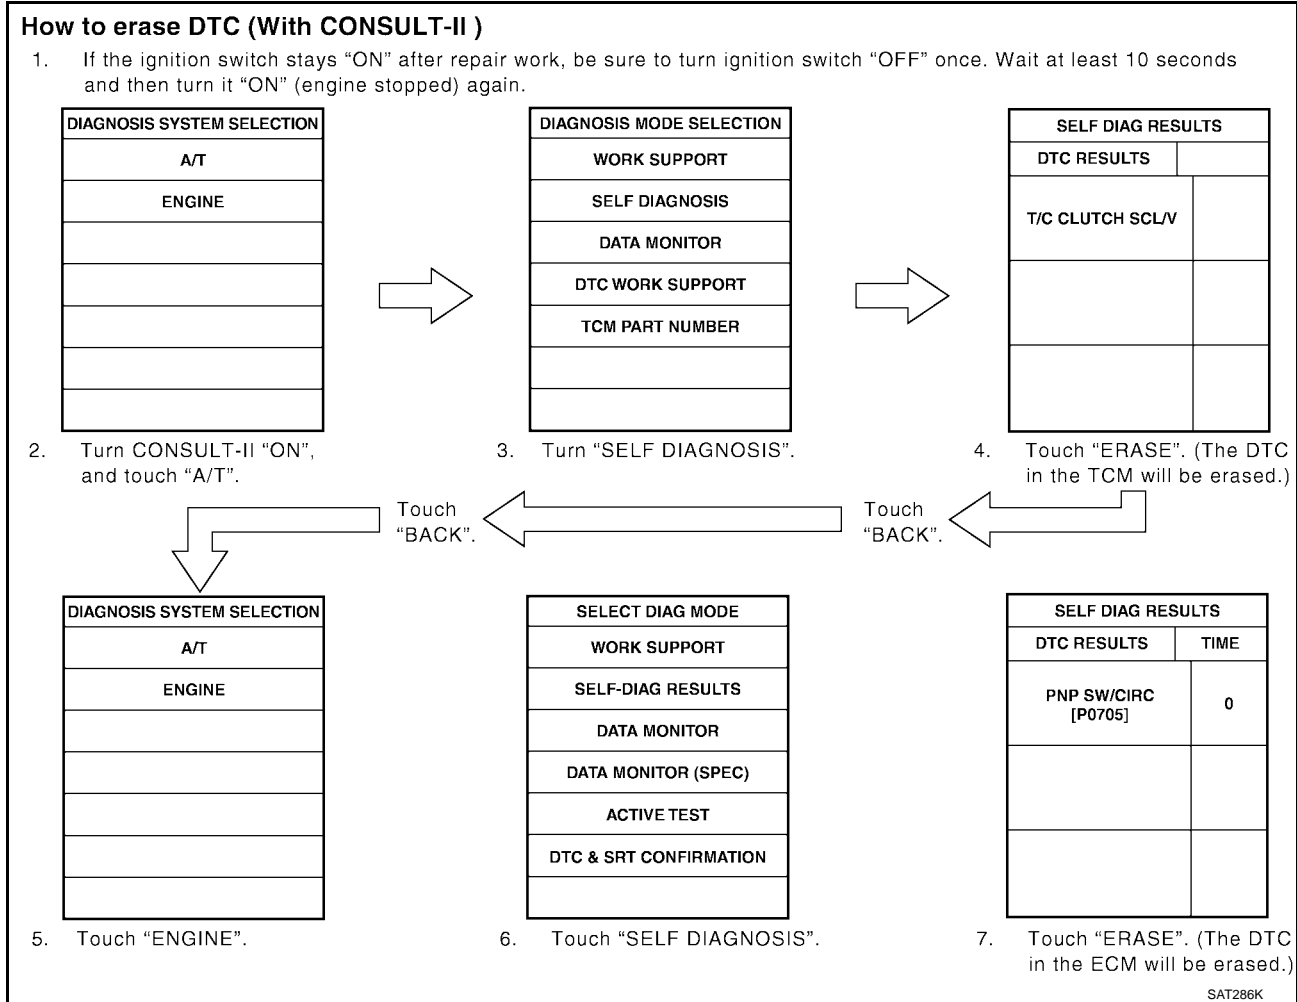 How to erase DTC (With CONSULT-II )
1. If the ignition switch stays “ON” after repair work, be sure to turn ignition switch “OFF” once. Wait at least 10 seconds
and then turn it “ON” (engine stopped) again.
DIAGNOSIS SYSTEM SELECTION
A/T
ENGINE
DIAGNOSIS MODE SELECTION
WORK SUPPORT
SELF DIAGNOSIS
DATA MONITOR
DTC WORK SUPPORT
TCM PART NUMBER
SELF DIAG RESULTS
DTC RESULTS
T/C CLUTCH SCL/V
2. Turn CONSULT-II “ON”,
and touch “A/T”.
3. Turn “SELF DIAGNOSIS”.
4. Touch “ERASE”. (The DTC
in the TCM will be erased.)
Touch
“BACK”.
Touch
“BACK”.
DIAGNOSIS SYSTEM SELECTION
A/T
ENGINE
SELECT DIAG MODE
WORK SUPPORT
SELF-DIAG RESULTS
DATA MONITOR
DATA MONITOR (SPEC)
ACTIVE TEST
DTC & SRT CONFIRMATION
SELF DIAG RESULTS
DTC RESULTS TIME
PNP SW/CIRC
[P0705]
0
5. Touch “ENGINE”.
6. Touch “SELF DIAGNOSIS”.
7. Touch “ERASE”. (The DTC
in the ECM will be erased.)
SAT286K